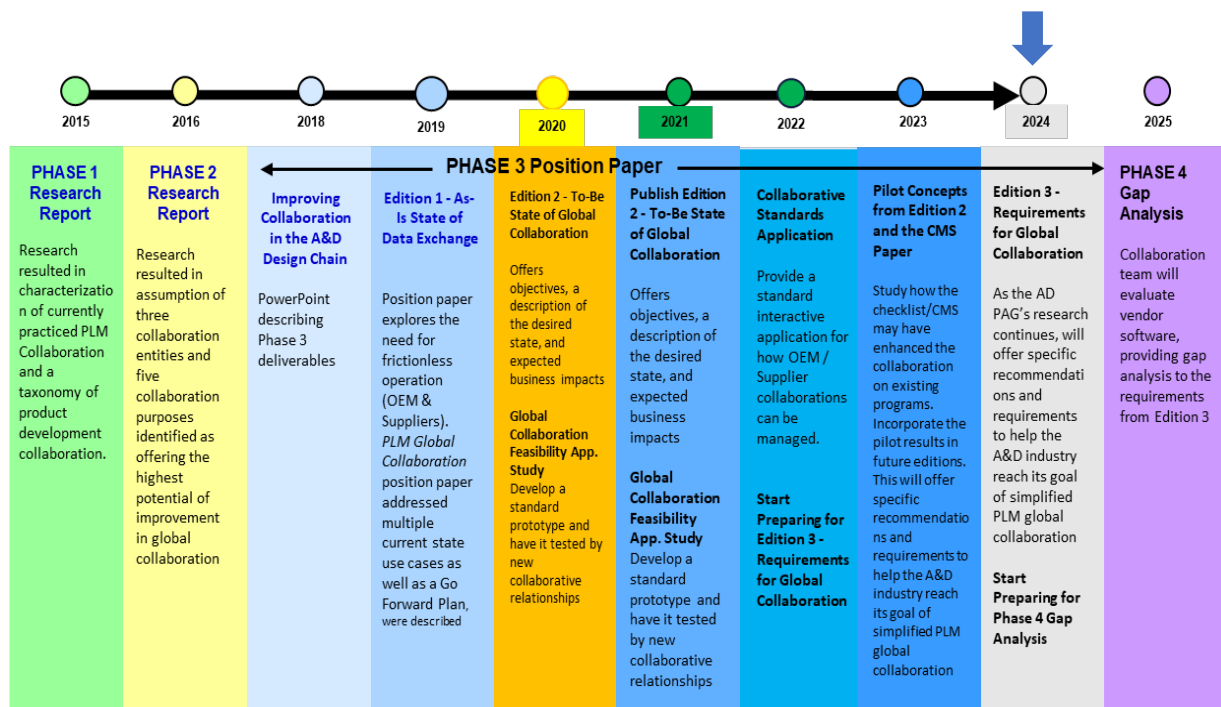 2015
2016
2018
2019
2020
2021
2022
2023
2024
2025
PHASE 3 Position Paper
PHASE 1
Research
Report
Research
resulted in
characterizatio
n of currently
practiced PLM
Collaboration
and a
taxonomy of
product
development
collaboration.
PHASE 2
Research
Report
Research
resulted in
assumption of
three
collaboration
entities and
five
collaboration
purposes
identified as
offering the
highest
potential of
improvement
in global
collaboration
Improving
Collaboration
in the A&D
Design Chain
PowerPoint
describing
Phase 3
deliverables
Edition 1 - As-
Is State of
Data Exchange
Position paper
explores the
need for
frictionless
operation
(OEM &
Suppliers).
PLM Global
Collaboration
position paper
addressed
multiple
current state
use cases as
well as a Go
Forward Plan,
were described
Edition 2 - To-Be
State of Global
Collaboration
Offers
objectives, a
description of
the desired
state, and
expected
business impacts
Global
Collaboration
Feasibility App.
Study
Develop a
standard
prototype and
have it tested by
new
collaborative
relationships
Publish Edition
2 - To-Be State
of Global
Collaboration
Offers
objectives, a
description of
the desired
state, and
expected
business
impacts
Global
Collaboration
Feasibility
App. Study
Develop a
standard
prototype and
have it tested
by new
collaborative
relationships
Collaborative
Standards
Application
Provide a
standard
interactive
application for
how OEM /
Supplier
collaborations
can be
managed.
Start
Preparing for
Edition 3 -
Requirements
for Global
Collaboration
Pilot Concepts
from Edition 2
and the CMS
Paper
Study how the
checklist/CMS
may have
enhanced the
collaboration
on existing
programs.
Incorporate the
pilot results in
future editions.
This will offer
specific
recommendatio
ns and
requirements to
help the A&D
industry reach
its goal of
simplified PLM
global
collaboration
Edition 3 -
Requirements
for Global
Collaboration
As the AD
PAG's research
continues, will
offer specific
recommendati
ons and
requirements
to help the
A&D industry
reach its goal
of simplified
PLM global
collaboration
Start
Preparing for
Phase 4 Gap
Analysis
PHASE 4
Gap
Analysis
Collaboration
team will
evaluate
vendor
software,
providing gap
analysis to the
requirements
from Edition 3